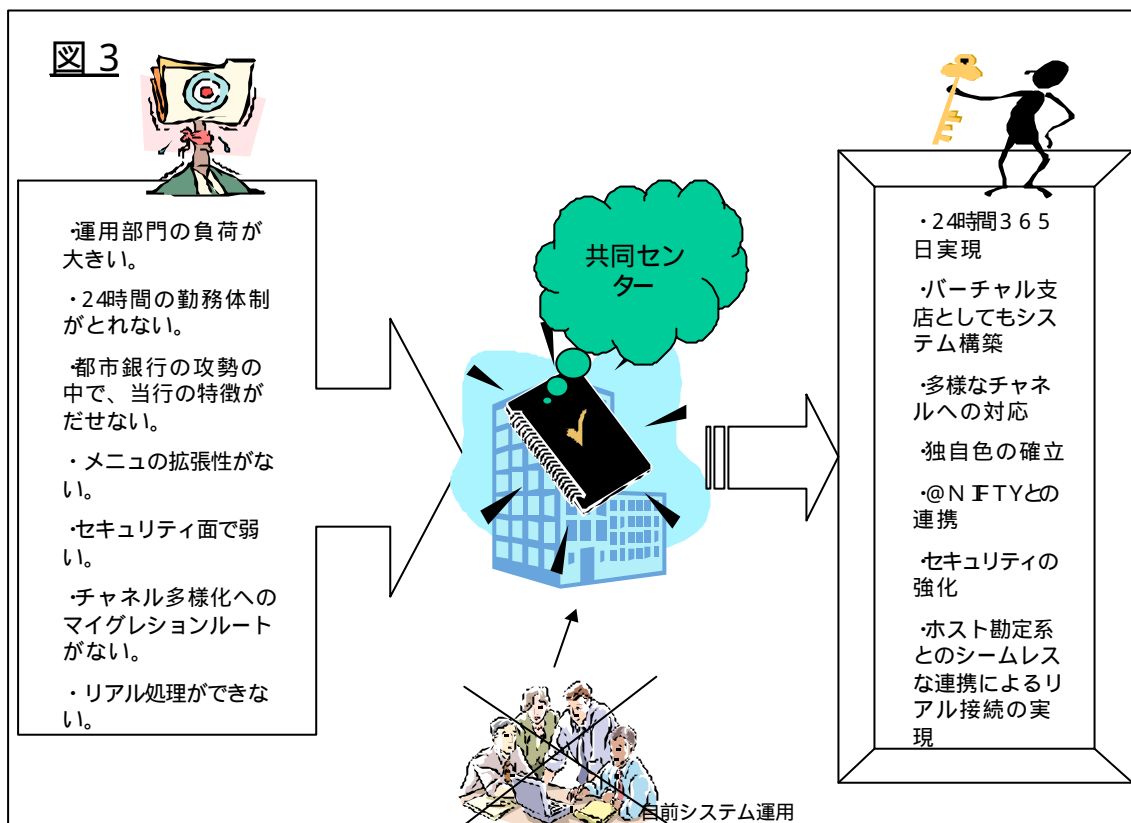 図3
・運用部門の負荷が
大きい。
・24時間の勤務体制
がとれない。
・都市銀行の攻勢の
中で、当行の特徴が
だせない。
・メニュの拡張性がな
い。
・セキュリティ面で弱
い。
・チャネル多様化への
マイグレションルート
がない。
・リアル処理ができな
い。
共同セン
ター
自前システム運用
・24時間365
日実現
・バーチャル支
店としてもシス
テム構築
・多様なチャネ
ルへの対応
・独自色の確立
・@NIFTYとの
連携
・セキュリティの
強化
・ホスト勘定系
とのシームレス
な連携によるリ
アル接続の実
現